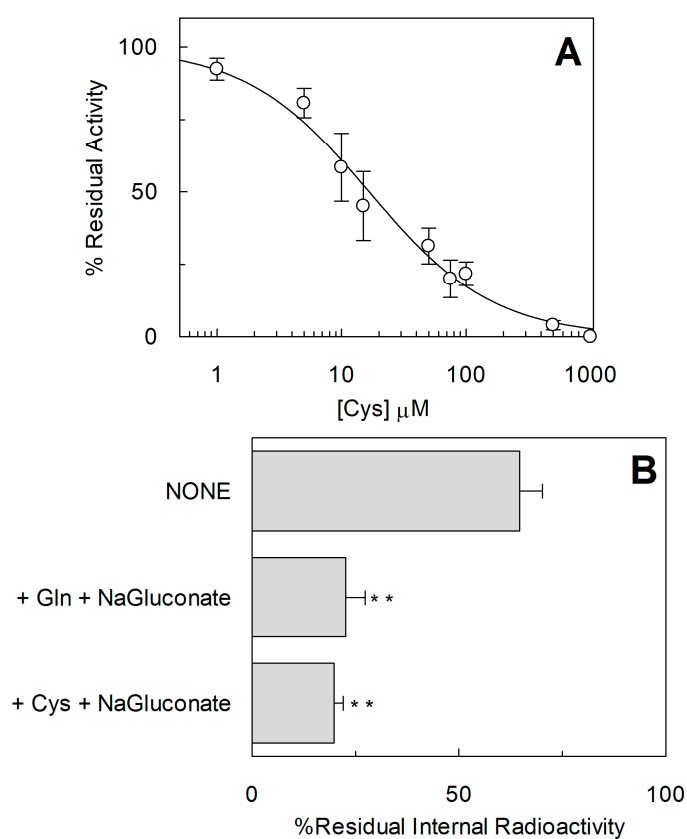 A
100
50
0
% Residual Activity
1 10 100 1000
[Cys] μM
B
NONE
+ Gln + NaGluconate
* *
+ Cys + NaGluconate
* *
0 50 100
%Residual Internal Radioactivity